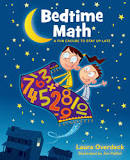 Bedtime
Math®
A FUN EXCUSE TO STAY UP LATE
Laura Overdeck
Illustrated by Jim Paillot